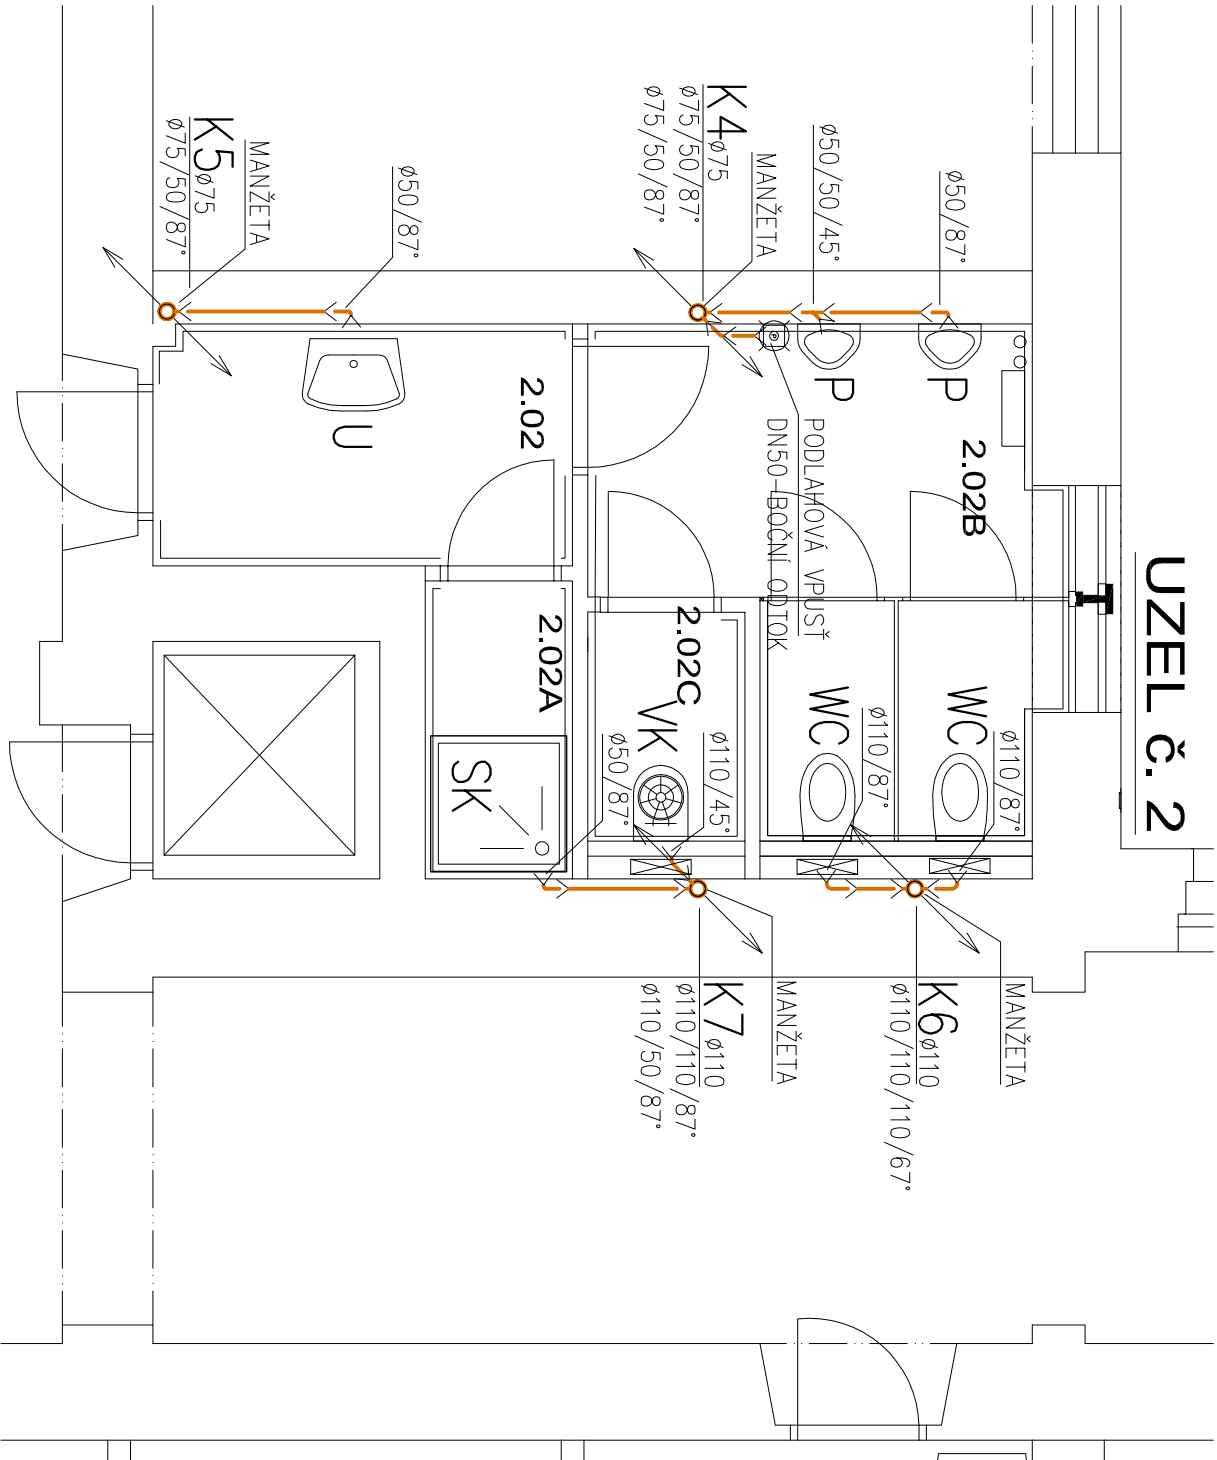 UZEL č. 2
K4 ø75
ø75/50/87°
ø75/50/87°
MANŽETA
ø50/50/45°
ø50/87°
K5 ø75
ø75/50/87°
MANŽETA
ø50/87°
P
P
2.02B
PODLAHOVÁ VPUSŤ
DN50-BOČNÍ ODTOK
2.02
U
2.02A
SK
2.02C
VK
ø110/45°
ø50/87°
WC
ø110/87°
WC
ø110/87°
K6 ø110
ø110/110/110/67°
MANŽETA
K7 ø110
ø110/110/87°
ø110/50/87°
MANŽETA